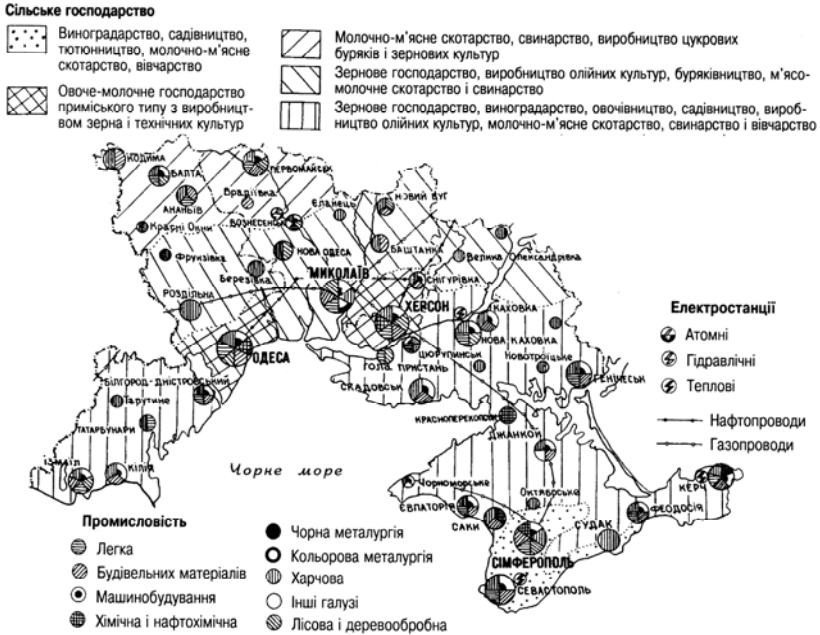 Сільське господарство
Виноградарство, садівництво,
тютюнництво, молочно-м'ясне
скотарство, вівчарство
Овоче-молочне господарство
приміського типу з виробницт-
вом зерна і технічних культур
Молочно-м'ясне скотарство, свинарство, виробництво цукрових
буряків і зернових культур
Зернове господарство, виробництво олійних культур, буряківництво, м'ясо-
молочне скотарство і свинарство
Зернове господарство, виноградарство, овочівництво, садівництво, вироб-
ництво олійних культур, молочно-м'ясне скотарство, свинарство і вівчарство
КОДИМА
БАЛТА
ПЕРВОМАЙСЬК
АНАНЬЇВ
Врадіївка
Єланець
НОВИЙ БУГ
ВОЗНЕСЕНСЬК
Красні Окни
БАШТАНКА
Фрунзівка
НОВА ОДЕСА
Велика Олександрівка
Березівка
МИКОЛАЇВ
СНІГУРІВКА
РОЗДІЛЬНА
ХЕРСОН
КАХОВКА
НОВА КАХОВКА
ОДЕСА
ЦЮРУПИНСЬК
ГОЛА ПРИСТАНЬ
Новотроїцьке
БІЛГОРОД-ДНІСТРОВСЬКИЙ
СКАДОВСЬК
ГЕНІЧЕСЬК
Тарутине
ТАТАРБУНАРИ
КРАСНОПЕРЕКОПСЬК
ДЖАНКОЙ
ІЗМАЇЛ
КІЛІЯ
Чорне море
Чорноморське
Октябрське
КЕРЧ
ЄВПАТОРІЯ
САКИ
СУДАК
ФЕОДОСІЯ
СІМФЕРОПОЛЬ
СЕВАСТОПОЛЬ
Електростанції
Атомні
Гідравлічні
Теплові
Нафтопроводи
Газопроводи
Промисловість
Легка
Будівельних матеріалів
Машинобудування
Хімічна і нафтохімічна
Чорна металургія
Кольорова металургія
Харчова
Інші галузі
Лісова і деревообробна